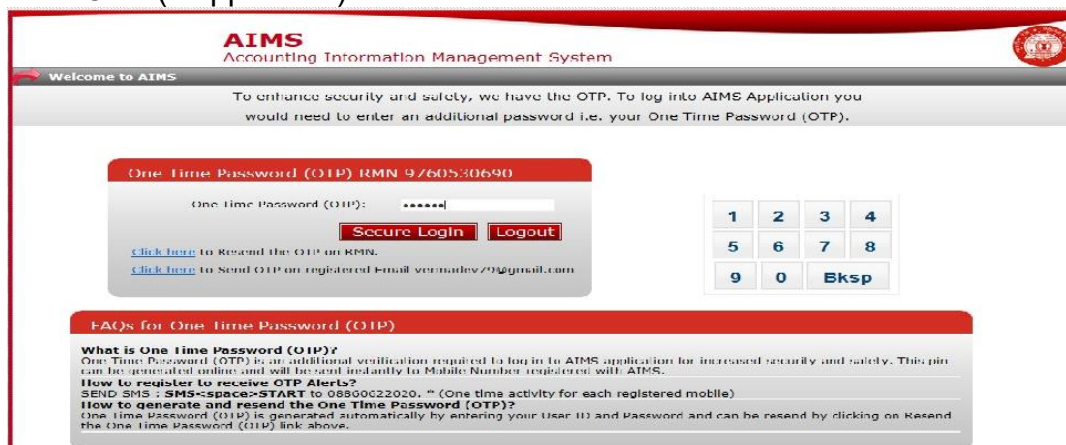 AIMS
Accounting Information Management System
Welcome to AIMS
To enhance security and safety, we have the OTP. To log into AIMS Application you
would need to enter an additional password i.e. your One Time Password (OTP).
One Time Password (OTP) RMN 9760530690
One Time Password (OTP):
Secure Login Logout
Click here to Resend the OTP on RMN.
Click here to Send OTP on registered Email vermadev79@gmail.com
1 2 3 4
5 6 7 8
9 0 Bksp
FAQs for One Time Password (OTP)
What is One Time Password (OTP)?
One Time Password (OTP) is an additional verification required to log in to AIMS application for increased security and safety. This pin
can be generated online and will be sent instantly to Mobile Number registered with AIMS.
How to register to receive OTP Alerts?
SEND SMS : SMS<space>START to 08860622020. * (One time activity for each registered mobile)
How to generate and resend the One Time Password (OTP)?
One Time Password (OTP) is generated automatically by entering your User ID and Password and can be resend by clicking on Resend
the One Time Password (OTP) link above.